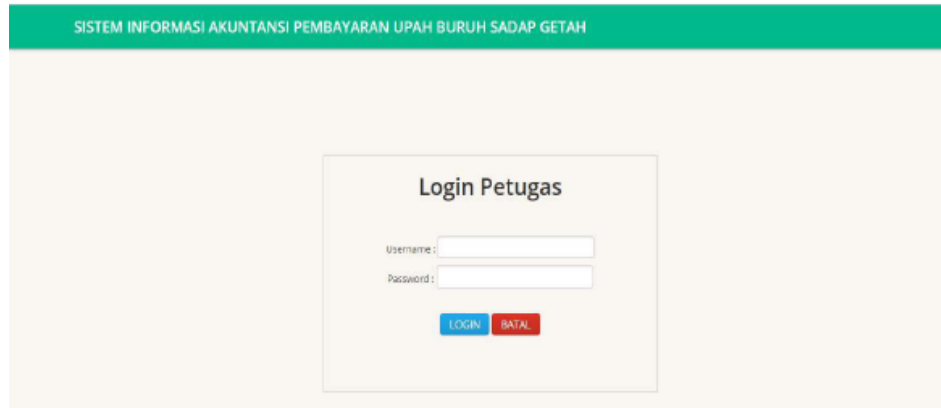 SISTEM INFORMASI AKUNTANSI PEMBAYARAN UPAH BURUH SADAP GETAH
Login Petugas
Username :
Password :
LOGIN BATAL